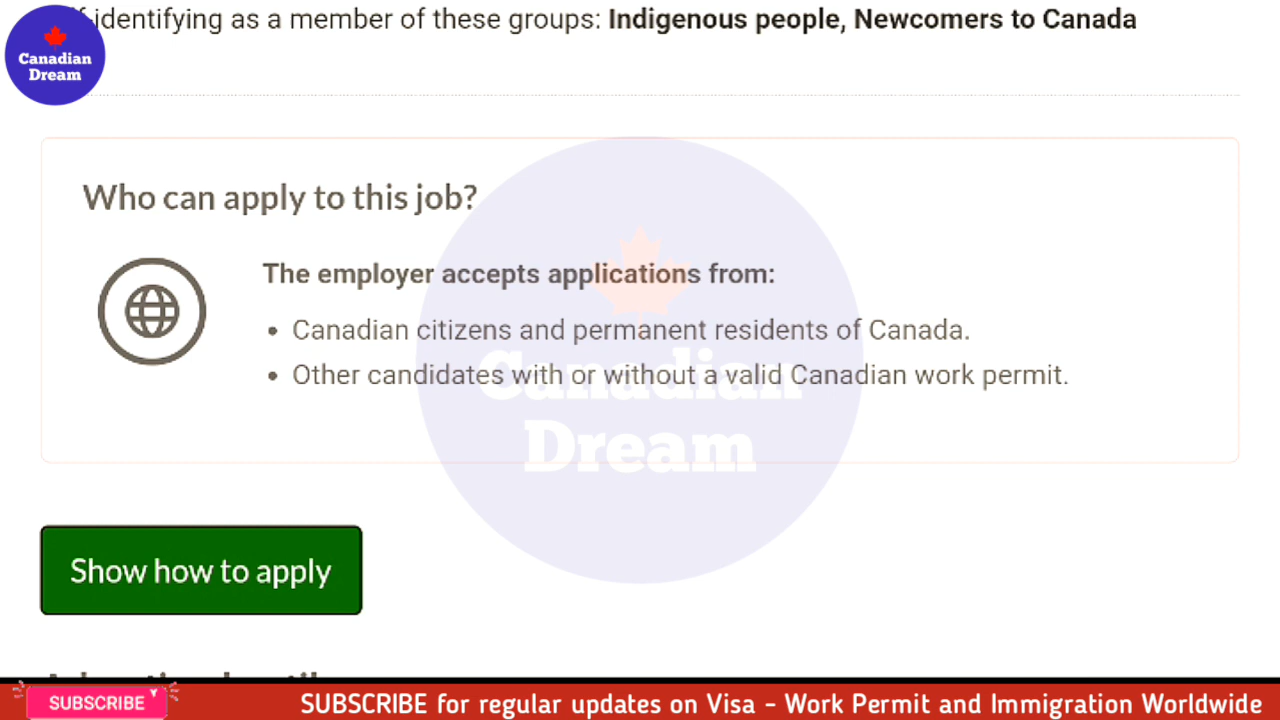 identifying as a member of these groups: Indigenous people, Newcomers to Canada
Canadian
Dream
Who can apply to this job?
The employer accepts applications from:
• Canadian citizens and permanent residents of Canada.
• Other candidates with or without a valid Canadian work permit.
Canadian
Dream
Show how to apply
SUBSCRIBE
SUBSCRIBE for regular updates on Visa - Work Permit and Immigration Worldwide